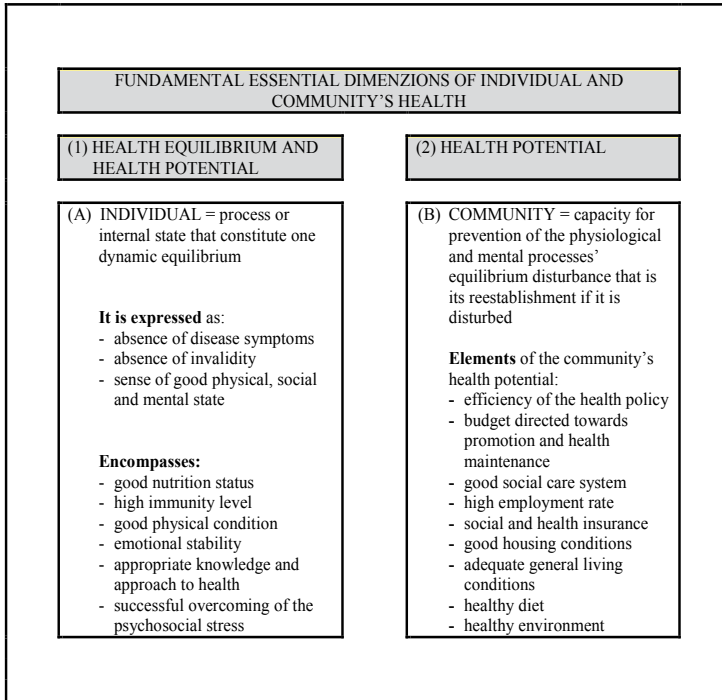 FUNDAMENTAL ESSENTIAL DIMENZIONS OF INDIVIDUAL AND
COMMUNITY'S HEALTH
(1) HEALTH EQUILIBRIUM AND
HEALTH POTENTIAL
(A) INDIVIDUAL = process or
internal state that constitute one
dynamic equilibrium
It is expressed as:
- absence of disease symptoms
- absence of invalidity
- sense of good physical, social
and mental state
Encompasses:
- good nutrition status
- high immunity level
- good physical condition
- emotional stability
- appropriate knowledge and
approach to health
- successful overcoming of the
psychosocial stress
(2) HEALTH POTENTIAL
(B) COMMUNITY = capacity for
prevention of the physiological
and mental processes'
equilibrium disturbance that is
its reestablishment if it is
disturbed
Elements of the community's
health potential:
- efficiency of the health policy
- budget directed towards
promotion and health
maintenance
- good social care system
- high employment rate
- social and health insurance
- good housing conditions
- adequate general living
conditions
- healthy diet
- healthy environment